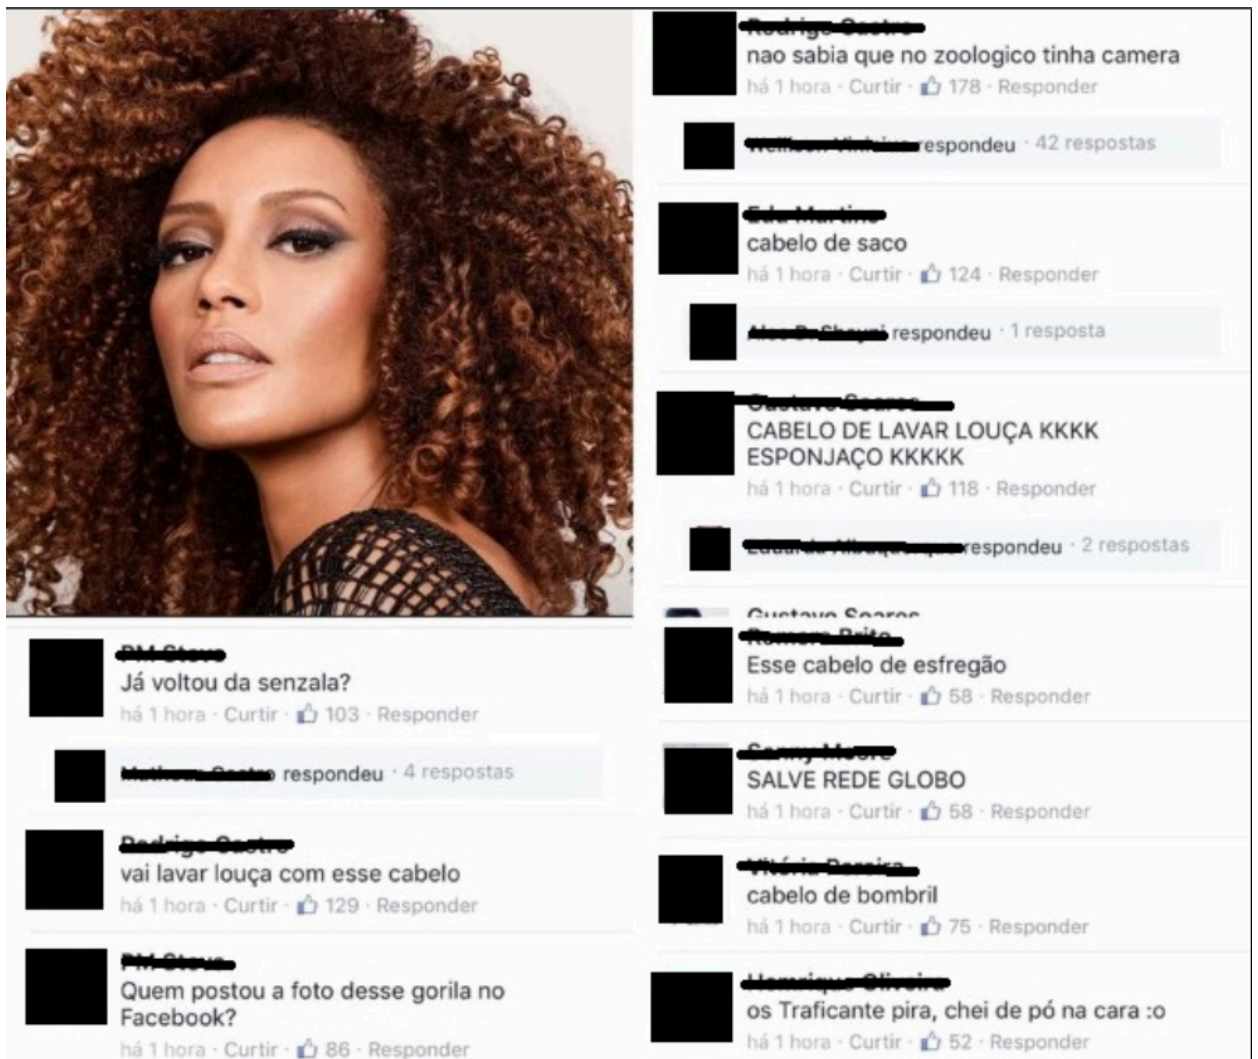 Já voltou da senzala?
há 1 hora · Curtir · 103 · Responder
respondeu · 4 respostas
vai lavar louça com esse cabelo
há 1 hora · Curtir · 129 · Responder
Quem postou a foto desse gorila no
Facebook?
há 1 hora · Curtir · 86 · Responder
nao sabia que no zoologico tinha camera
há 1 hora · Curtir · 178 · Responder
respondeu · 42 respostas
cabelo de saco
há 1 hora · Curtir · 124 · Responder
respondeu · 1 resposta
CABELO DE LAVAR LOUÇA KKKK
ESPONJAÇO KKKKK
há 1 hora · Curtir · 118 · Responder
respondeu · 2 respostas
Esse cabelo de esfregão
há 1 hora · Curtir · 58 · Responder
SALVE REDE GLOBO
há 1 hora · Curtir · 58 · Responder
cabelo de bombril
há 1 hora · Curtir · 75 · Responder
os Traficante pira, chei de pó na cara :o
há 1 hora · Curtir · 52 · Responder